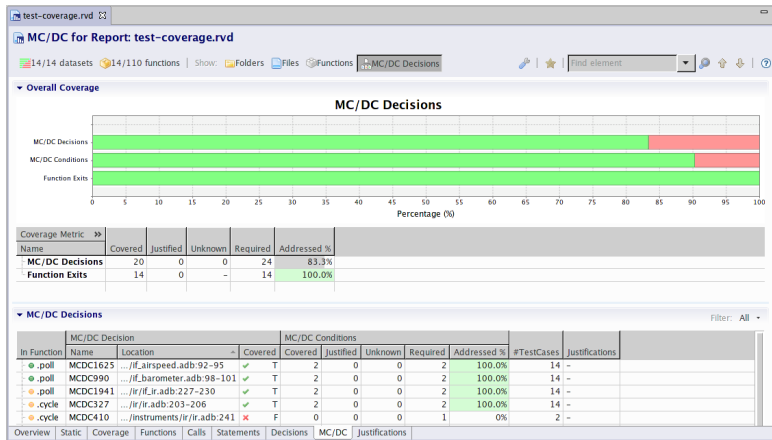 test-coverage.rvd
MC/DC for Report: test-coverage.rvd
14/14 datasets 14/110 functions | Show: Folders Files Functions MC/DC Decisions Find element
Overall Coverage
MC/DC Decisions
MC/DC Decisions
MC/DC Conditions
Function Exits
0 5 10 15 20 25 30 35 40 45 50 55 60 65 70 75 80 85 90 95 100
Percentage (%)
Coverage Metric »
Name Covered Justified Unknown Required Addressed %
MC/DC Decisions 20 0 0 24 83.3%
Function Exits 14 0 – 14 100.0%
MC/DC Decisions Filter: All
MC/DC Decision MC/DC Conditions
In Function Name Location Covered Covered Justified Unknown Required Addressed % #TestCases Justifications
.poll MCDC1625 .../if_airspeed.adb:92-95 T 2 0 0 2 100.0% 14 –
.poll MCDC990 .../if_barometer.adb:98-101 T 2 0 0 2 100.0% 14 –
.poll MCDC1941 .../ir/if_ir.adb:227-230 T 2 0 0 2 100.0% 14 –
.cycle MCDC327 .../ir/ir.adb:203-206 T 2 0 0 2 100.0% 14 –
.cycle MCDC410 .../instruments/ir/ir.adb:241 F 0 0 0 1 0% 2 –
Overview Static Coverage Functions Calls Statements Decisions MC/DC Justifications